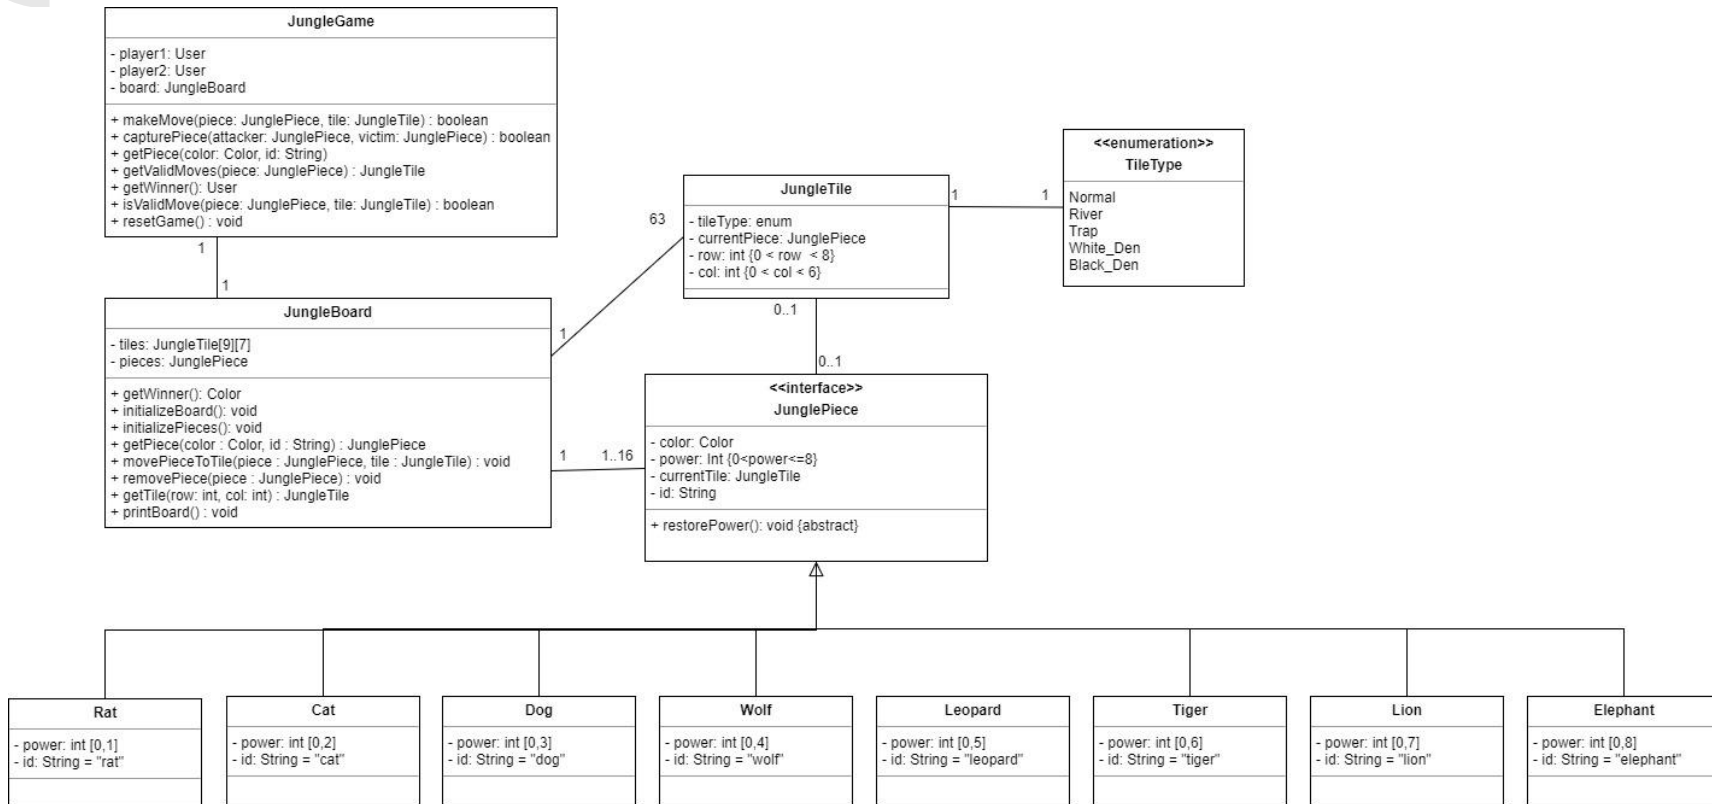 JungleGame
- player1: User
- player2: User
- board: JungleBoard
+ makeMove(piece: JunglePiece, tile: JungleTile) : boolean
+ capturePiece(attacker: JunglePiece, victim: JunglePiece) : boolean
+ getPiece(color: Color, id: String)
+ getValidMoves(piece: JunglePiece) : JungleTile
+ getWinner(): User
+ isValidMove(piece: JunglePiece, tile: JungleTile) : boolean
+ resetGame() : void
1
1
JungleBoard
- tiles: JungleTile[9][7]
- pieces: JunglePiece
+ getWinner(): Color
+ initializeBoard(): void
+ initializePieces(): void
+ getPiece(color : Color, id : String) : JunglePiece
+ movePieceToTile(piece : JunglePiece, tile : JungleTile) : void
+ removePiece(piece : JunglePiece) : void
+ getTile(row: int, col: int) : JungleTile
+ printBoard() : void
1
63
1
1..16
JungleTile
- tileType: enum
- currentPiece: JunglePiece
- row: int {0 < row < 8}
- col: int {0 < col < 6}
1
1
<<enumeration>>
TileType
Normal
River
Trap
White_Den
Black_Den
0..1
0..1
<<interface>>
JunglePiece
- color: Color
- power: Int {0<power<=8}
- currentTile: JungleTile
- id: String
+ restorePower(): void {abstract}
Rat
- power: int [0,1]
- id: String = "rat"
Cat
- power: int [0,2]
- id: String = "cat"
Dog
- power: int [0,3]
- id: String = "dog"
Wolf
- power: int [0,4]
- id: String = "wolf"
Leopard
- power: int [0,5]
- id: String = "leopard"
Tiger
- power: int [0,6]
- id: String = "tiger"
Lion
- power: int [0,7]
- id: String = "lion"
Elephant
- power: int [0,8]
- id: String = "elephant"